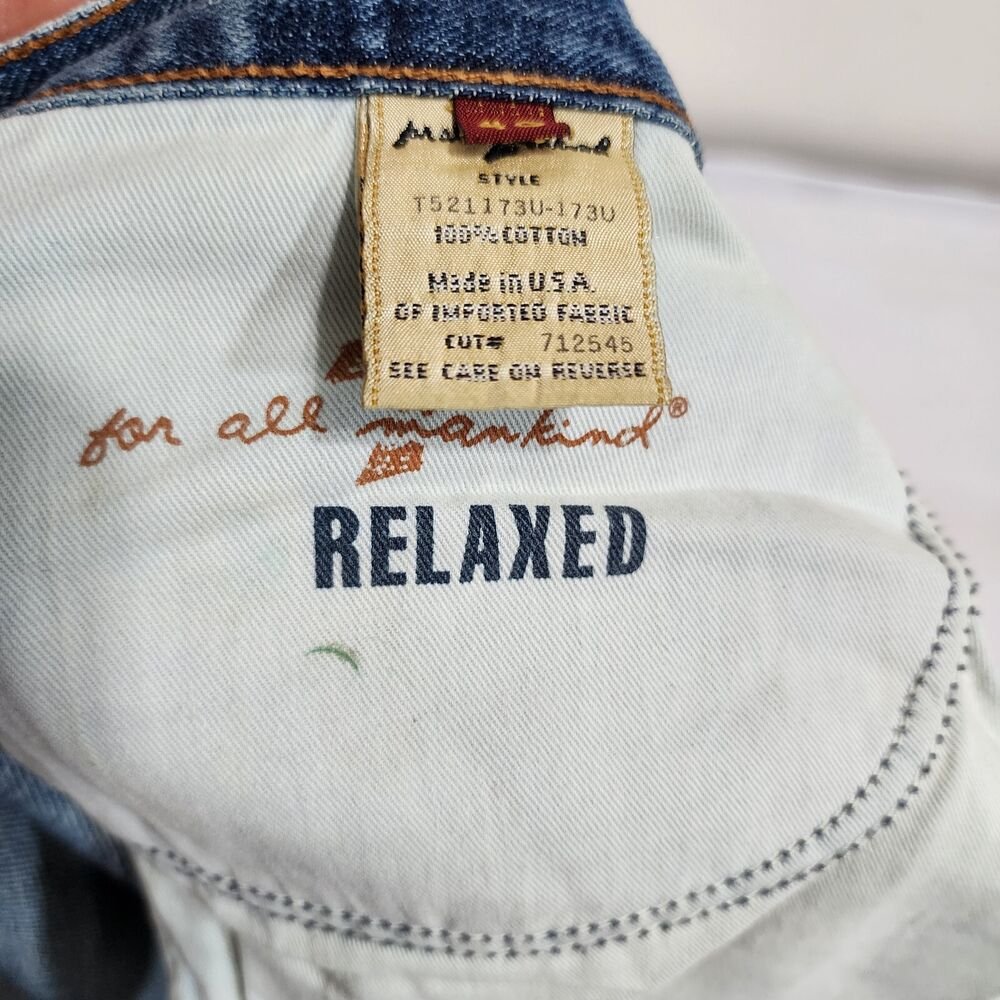 STYLE
T521173U-173U
100% COTTON
Made in U.S.A.
OF IMPORTED FABRIC
CUT# 712545
SEE CARE ON REVERSE
for all mankind®
RELAXED